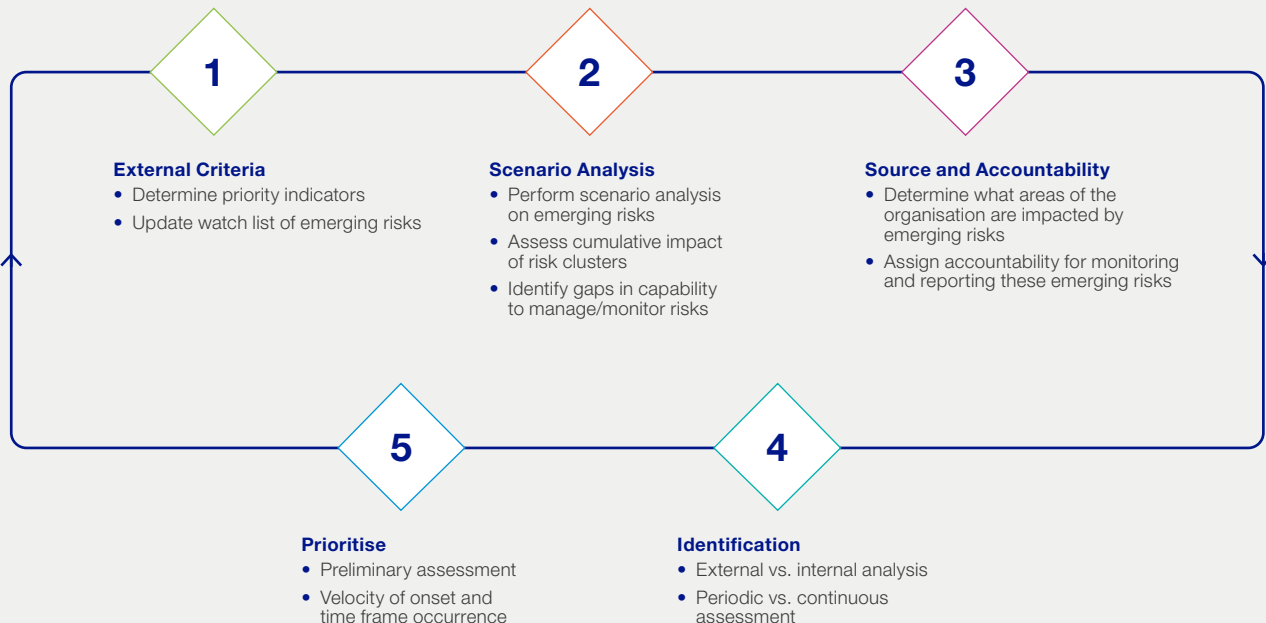 1
External Criteria
• Determine priority indicators
• Update watch list of emerging risks
2
Scenario Analysis
• Perform scenario analysis
on emerging risks
• Assess cumulative impact
of risk clusters
• Identify gaps in capability
to manage/monitor risks
3
Source and Accountability
• Determine what areas of the
organisation are impacted by
emerging risks
• Assign accountability for monitoring
and reporting these emerging risks
4
Identification
• External vs. internal analysis
• Periodic vs. continuous
assessment
5
Prioritise
• Preliminary assessment
• Velocity of onset and
time frame occurrence